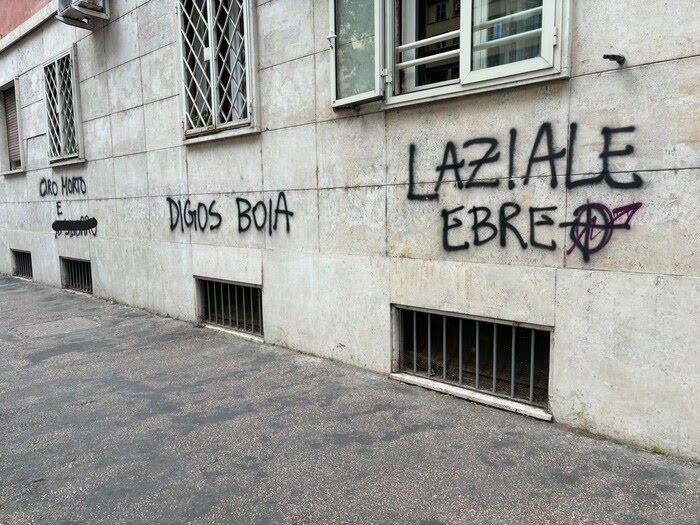 CIRO MORTO
E
DIGOS BOIA
LAZIALE
EBREO